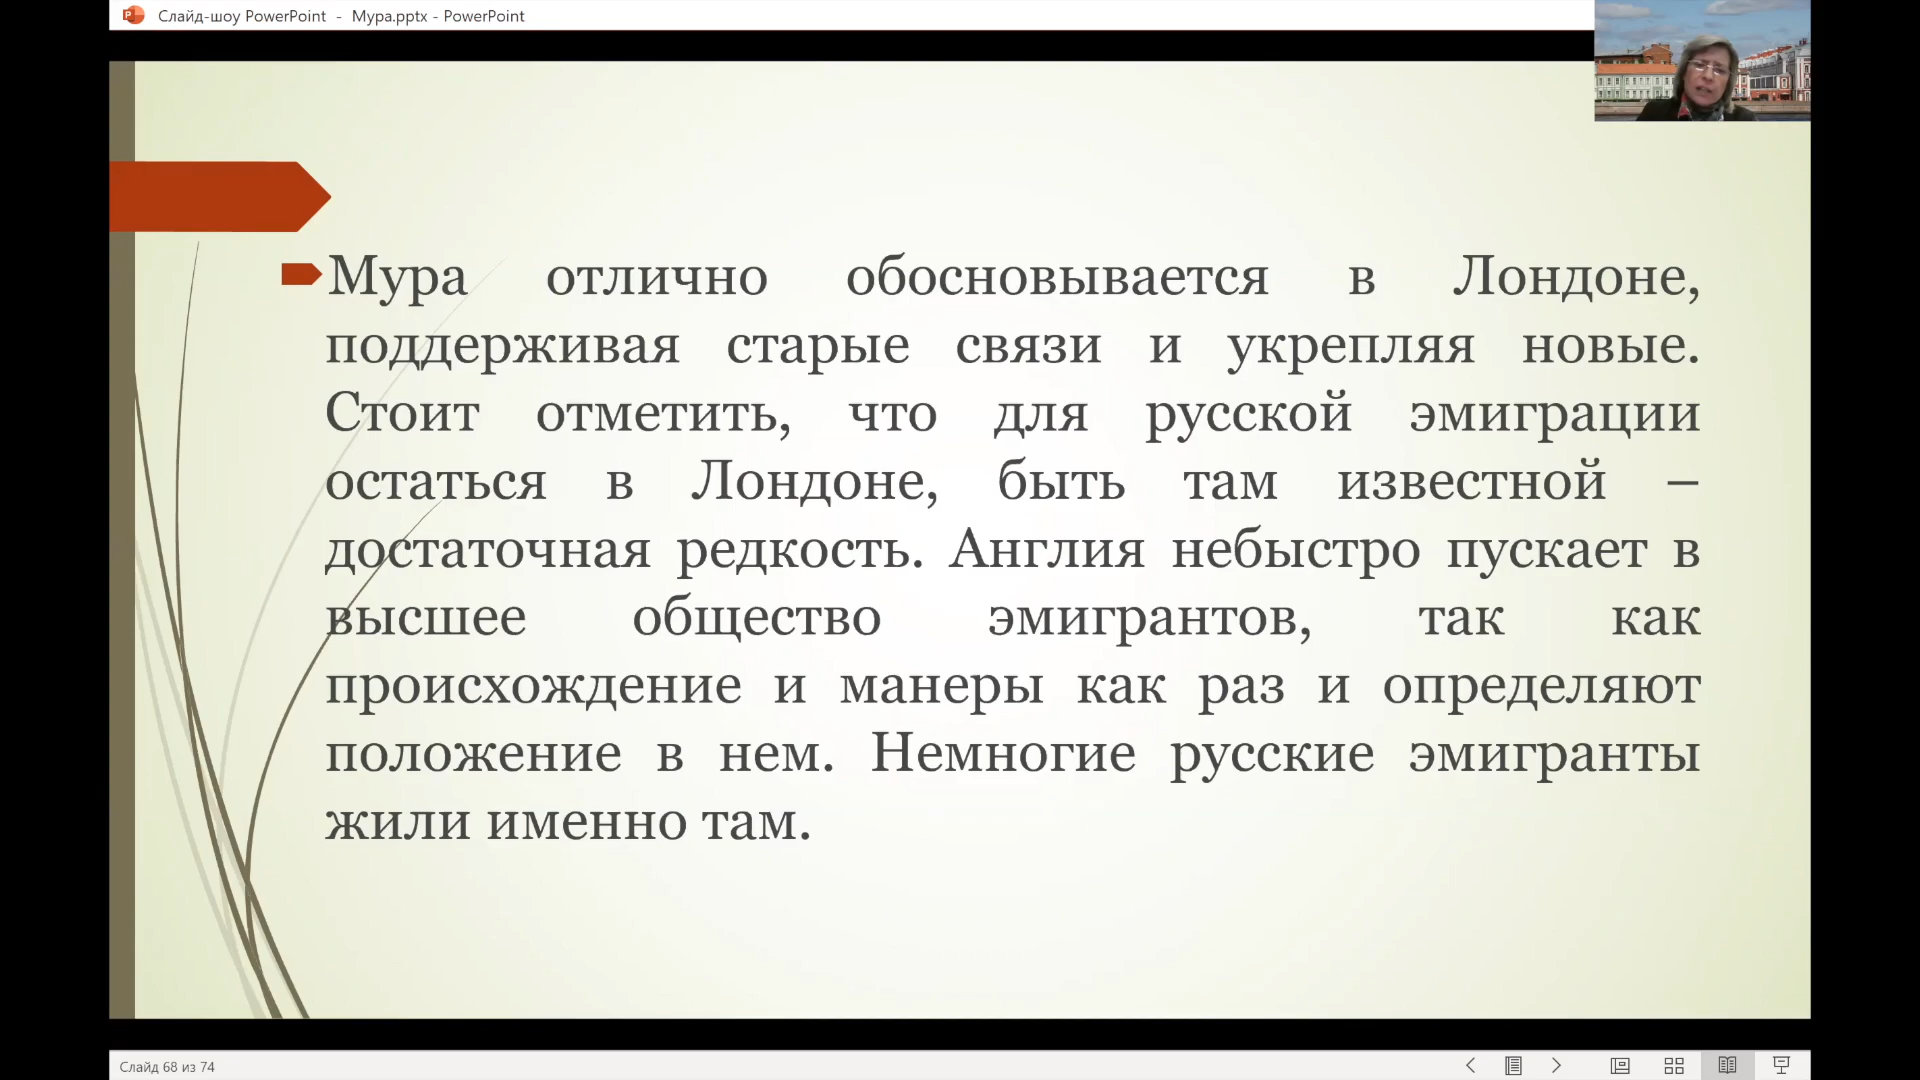 Слайд-шоу PowerPoint - Мура.pptx - PowerPoint
Мура отлично обосновывается в Лондоне,
поддерживая старые связи и укрепляя новые.
Стоит отметить, что для русской эмиграции
остаться в Лондоне, быть там известной –
достаточная редкость. Англия небыстро пускает в
высшее общество эмигрантов, так как
происхождение и манеры как раз и определяют
положение в нем. Немногие русские эмигранты
жили именно там.
Слайд 68 из 74